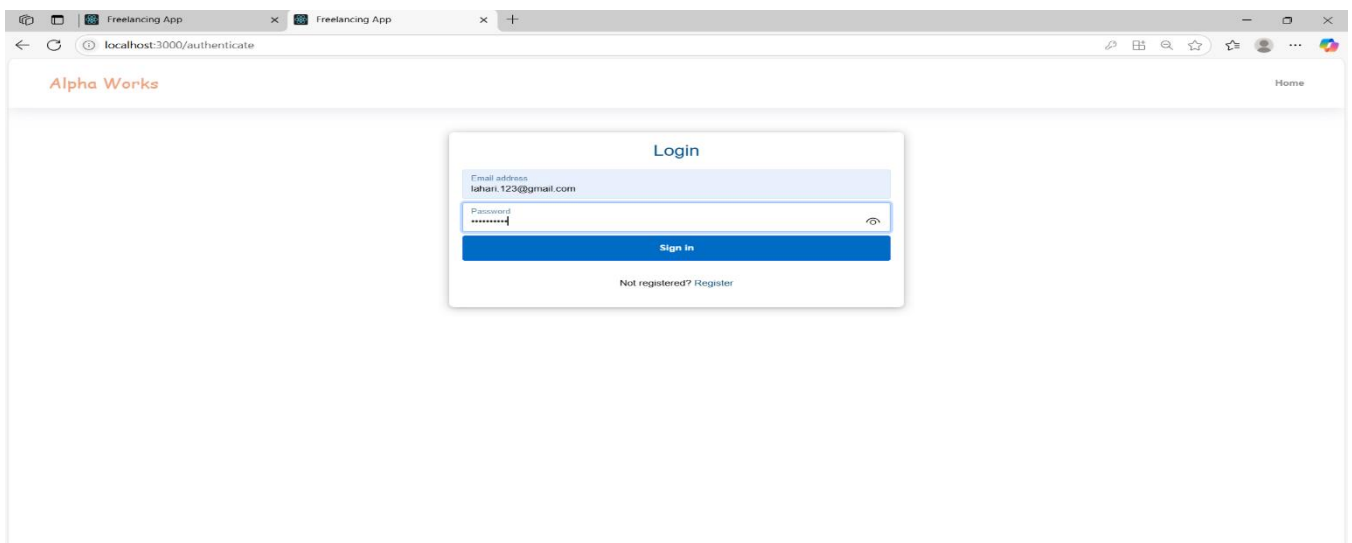 Freelancing App Freelancing App
localhost:3000/authenticate
Alpha Works Home
Login
Email address
lahari.123@gmail.com
Password
••••••••••
Sign In
Not registered? Register